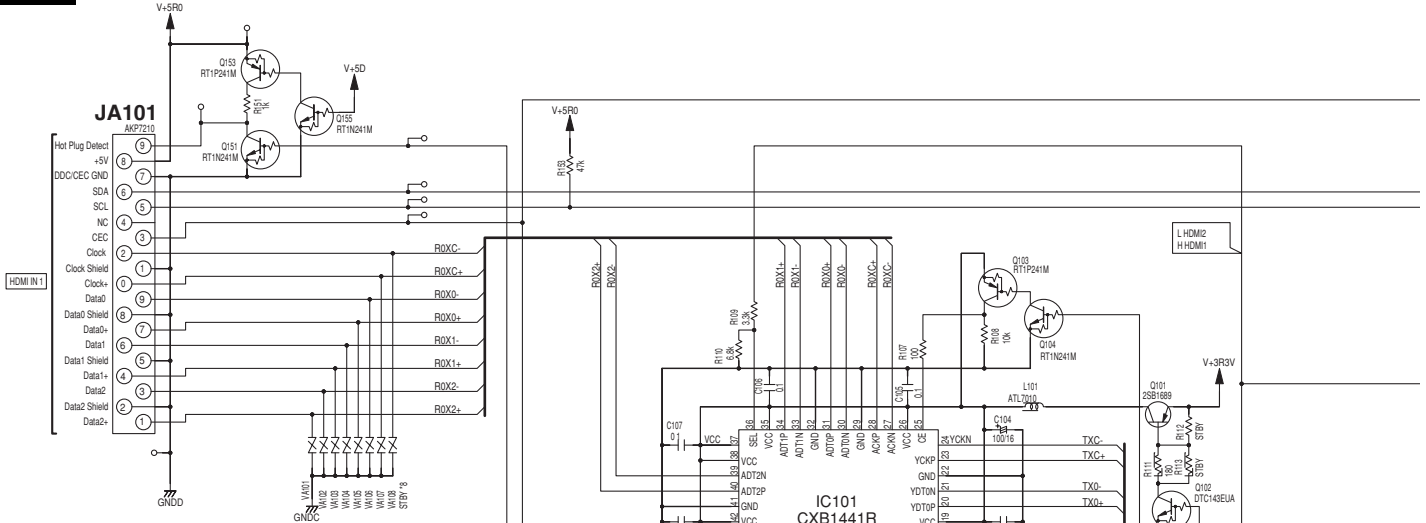 V+5R0
Q153
RT1P241M
V+5D
R151
1k
Q155
RT1N241M
Q151
RT1N241M
JA101
AKP7210
HDMI IN 1
Hot Plug Detect 9
+5V 8
DDC/CEC GND 7
SDA 6
SCL 5
NC 4
CEC 3
Clock 2
Clock Shield 1
Clock+ 0
Data0 9
Data0 Shield 8
Data0+ 7
Data1 6
Data1 Shield 5
Data1+ 4
Data2 3
Data2 Shield 2
Data2+ 1
GNDD
R0XC-
R0XC+
R0X0-
R0X0+
R0X1-
R0X1+
R0X2-
R0X2+
VA101
VA102
VA103
VA104
VA105
VA106
VA107
VA108
STBY *8
GNDC
V+5R0
R153
47k
R0X2+
R0X2-
R0X1+
R0X1-
R0X0+
R0X0-
R0XC+
R0XC-
L HDMI2
H HDMI1
R109
3.3k
R110
6.8k
C106
0.1
R107
100
C105
0.1
Q103
RT1P241M
R108
10k
Q104
RT1N241M
L101
ATL7010
C104
100/16
C107
0.1
VCC
V+3R3V
Q101
2SB1689
R112
STBY
R111
180
R113
STBY
Q102
DTC143EUA
36 SEL
35 VCC
34 ADT1P
33 ADT1N
32 GND
31 ADT0P
30 ADT0N
29 GND
28 ACKP
27 ACKN
26 VCC
25 CE
37
38 VCC
39 ADT2N
40 ADT2P
41 GND
42 VCC
24 YCKN
YCKP 23
GND 22
YDT0N 21
YDT0P 20
VCC 19
IC101
CXB1441R
TXC-
TXC+
TX0-
TX0+